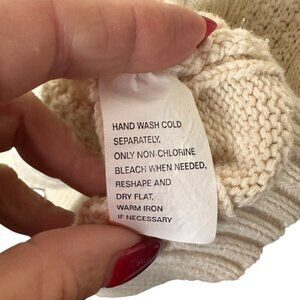 HAND WASH COLD
SEPARATELY,
ONLY NON-CHLORINE
BLEACH WHEN NEEDED,
RESHAPE AND
DRY FLAT,
WARM IRON
IF NECESSARY